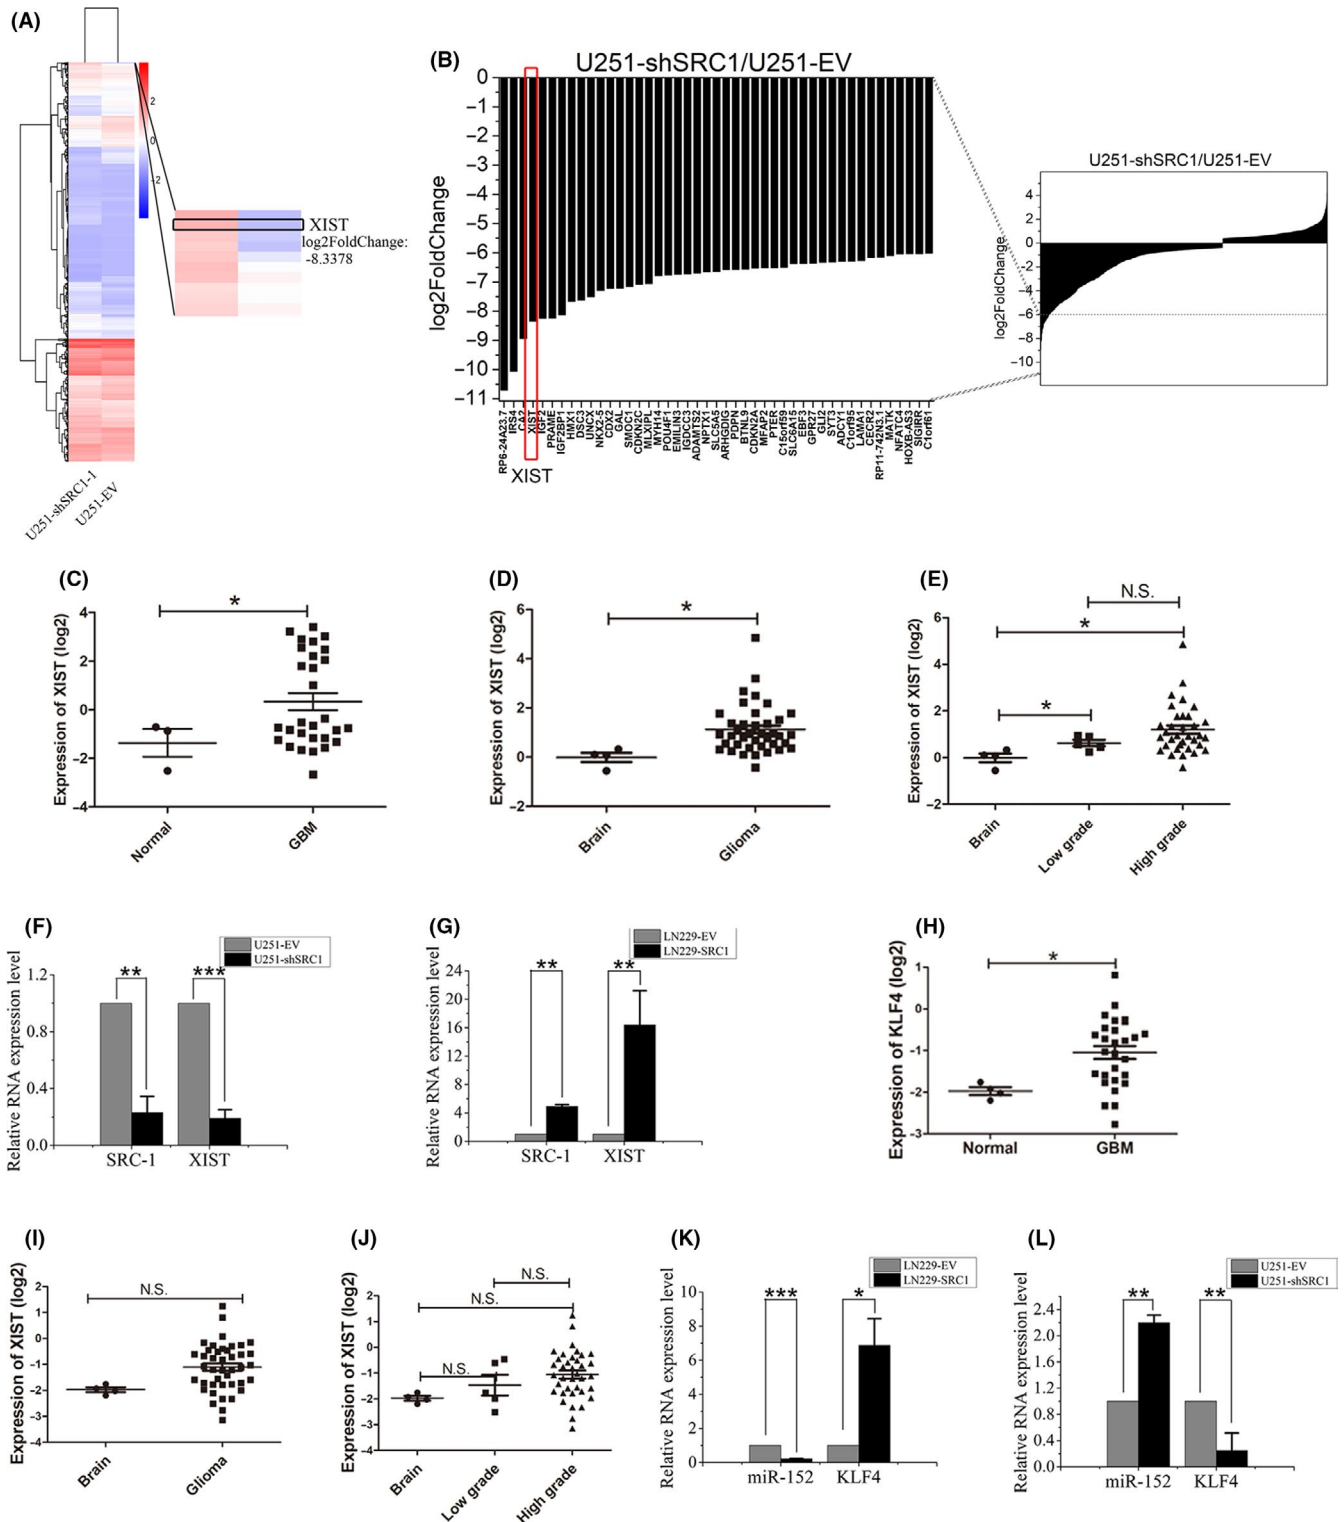 (A)
2
0
-2
XIST
log2FoldChange:
-8.3378
U251-shSRC1-1
U251-EV
(B)
U251-shSRC1/U251-EV
log2FoldChange
0
-1
-2
-3
-4
-5
-6
-7
-8
-9
-10
-11
RP6-24A23.7
IRS4
CA2
XIST
IGF2
PRAME
IGF2BP1
HMX1
DSC3
UNCX
NKX2-5
CDX2
GAL
SMOC1
CDKN2C
MLXIPL
MYH14
POU4F1
EMILIN3
IGDCC3
ADAMTS2
NPTX1
SLC5A5
ARHGDIG
PDPN
BTNL9
CDKN2A
MFAP2
PTER
C15orf59
SLC6A15
EBF3
GPR27
GLI2
SYT3
ADCY1
C1orf95
LAMA1
CECR2
RP11-742N3.1
MATK
NFATC4
HOXB-AS3
SIGIRR
C1orf61
XIST
U251-shSRC1/U251-EV
log2FoldChange
4
2
0
-2
-4
-6
-8
-10
(C)
Expression of XIST (log2)
4
2
0
-2
-4
*
Normal
GBM
(D)
Expression of XIST (log2)
6
4
2
0
-2
*
Brain
Glioma
(E)
Expression of XIST (log2)
6
4
2
0
-2
N.S.
*
*
Brain
Low grade
High grade
(F)
U251-EV
U251-shSRC1
Relative RNA expression level
1.2
0.8
0.4
0.0
**
***
SRC-1
XIST
(G)
LN229-EV
LN229-SRC1
Relative RNA expression level
24
20
16
12
8
4
0
**
**
SRC-1
XIST
(H)
Expression of KLF4 (log2)
1
0
-1
-2
-3
*
Normal
GBM
(I)
Expression of XIST (log2)
2
1
0
-1
-2
-3
-4
N.S.
Brain
Glioma
(J)
Expression of XIST (log2)
2
1
0
-1
-2
-3
-4
N.S.
N.S.
N.S.
Brain
Low grade
High grade
(K)
LN229-EV
LN229-SRC1
Relative RNA expression level
10
8
6
4
2
0
***
*
miR-152
KLF4
(L)
U251-EV
U251-shSRC1
Relative RNA expression level
2.4
2.0
1.6
1.2
0.8
0.4
0.0
**
**
miR-152
KLF4